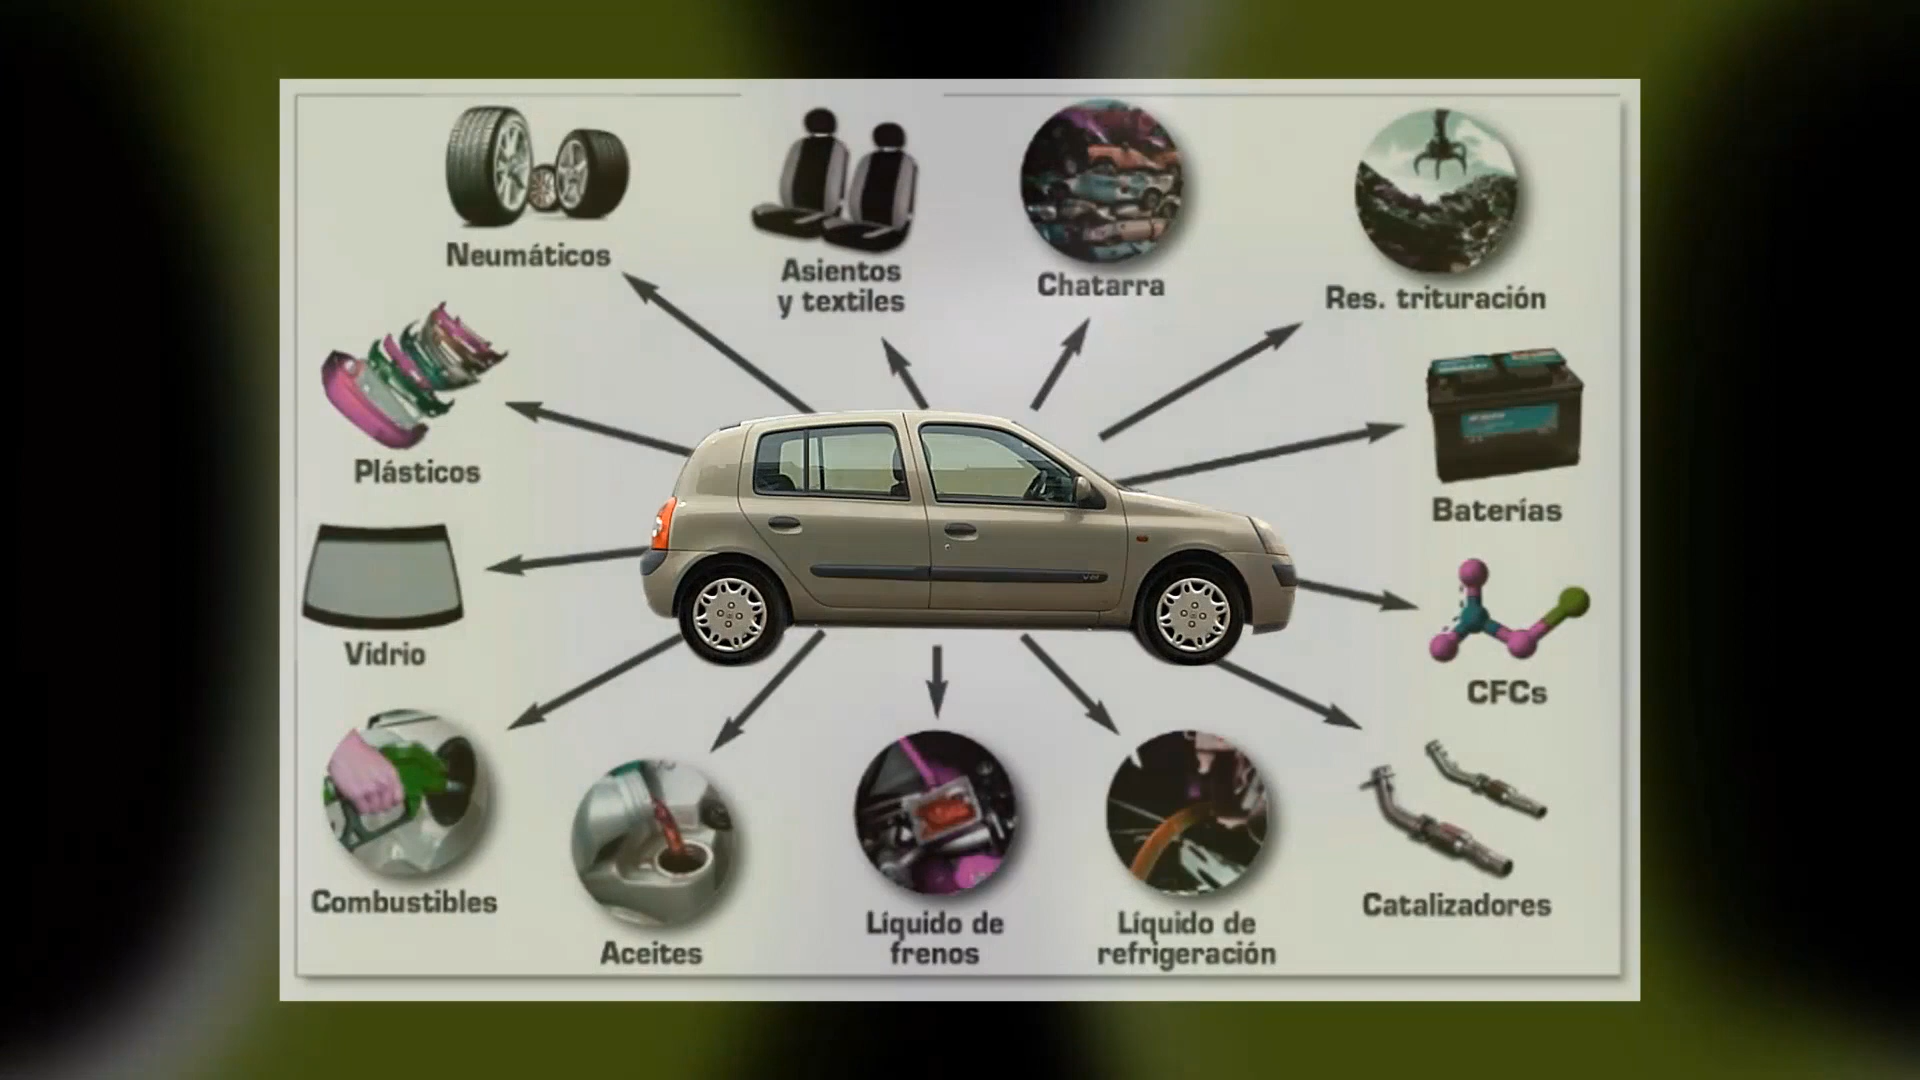 Neumáticos
Asientos
y textiles
Chatarra
Res. trituración
Plásticos
Baterías
Vidrio
CFCs
Combustibles
Aceites
Líquido de
frenos
Líquido de
refrigeración
Catalizadores